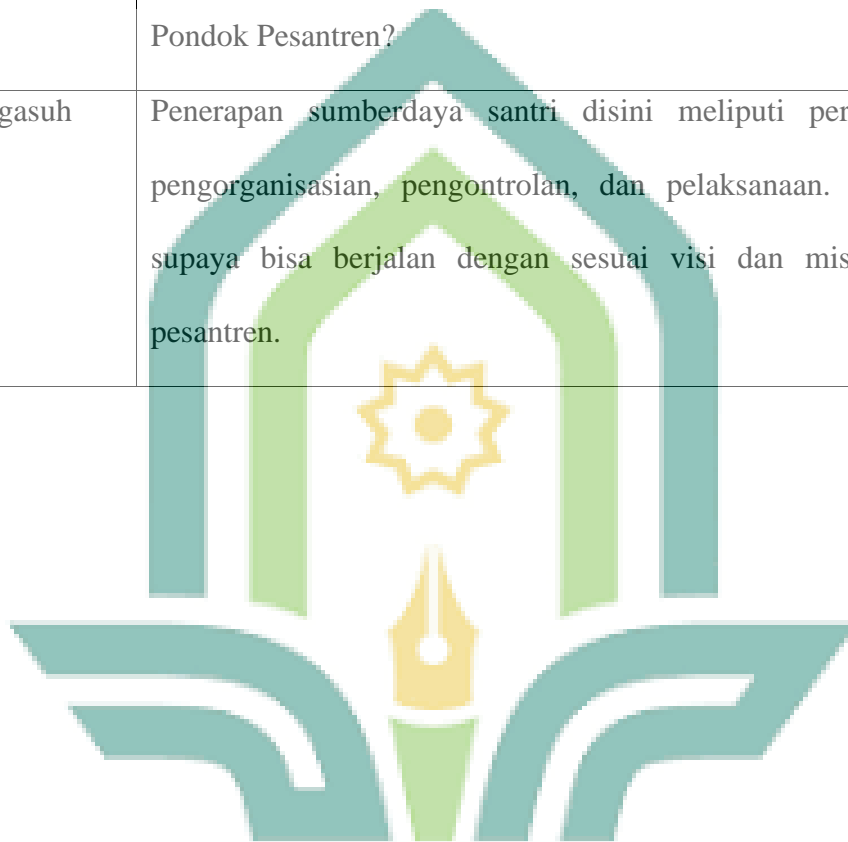 Pondok Pesantren?
gasuh Penerapan sumberdaya santri disini meliputi per
pengorganisasian, pengontrolan, dan pelaksanaan.
supaya bisa berjalan dengan sesuai visi dan mis
pesantren.